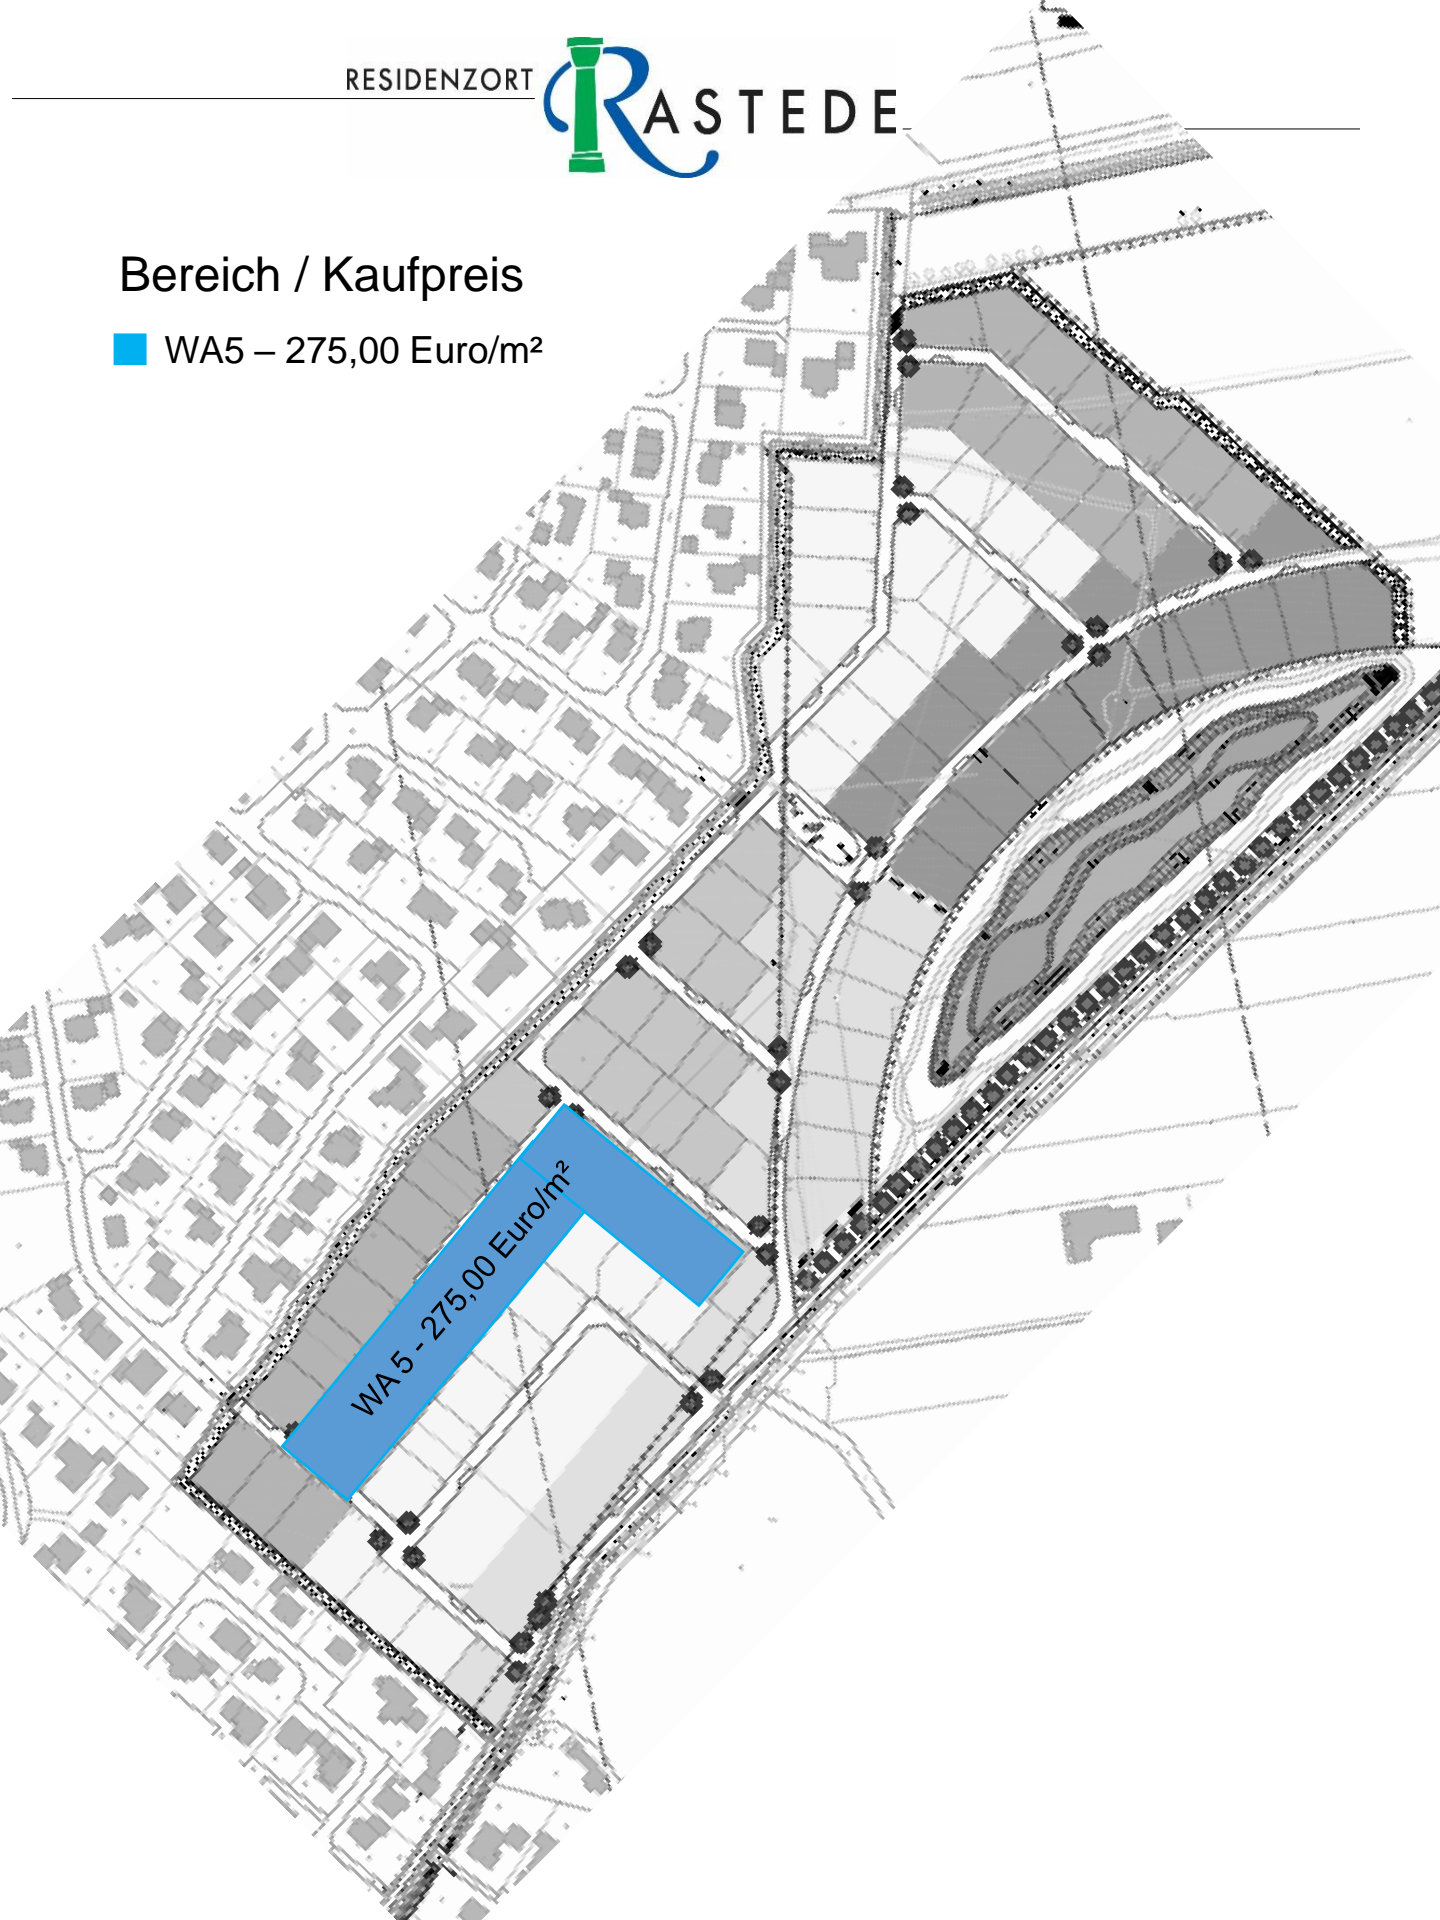 RESIDENZORT
RASTEDE
Bereich / Kaufpreis
WA5 – 275,00 Euro/m²
WA 5 - 275,00 Euro/m²